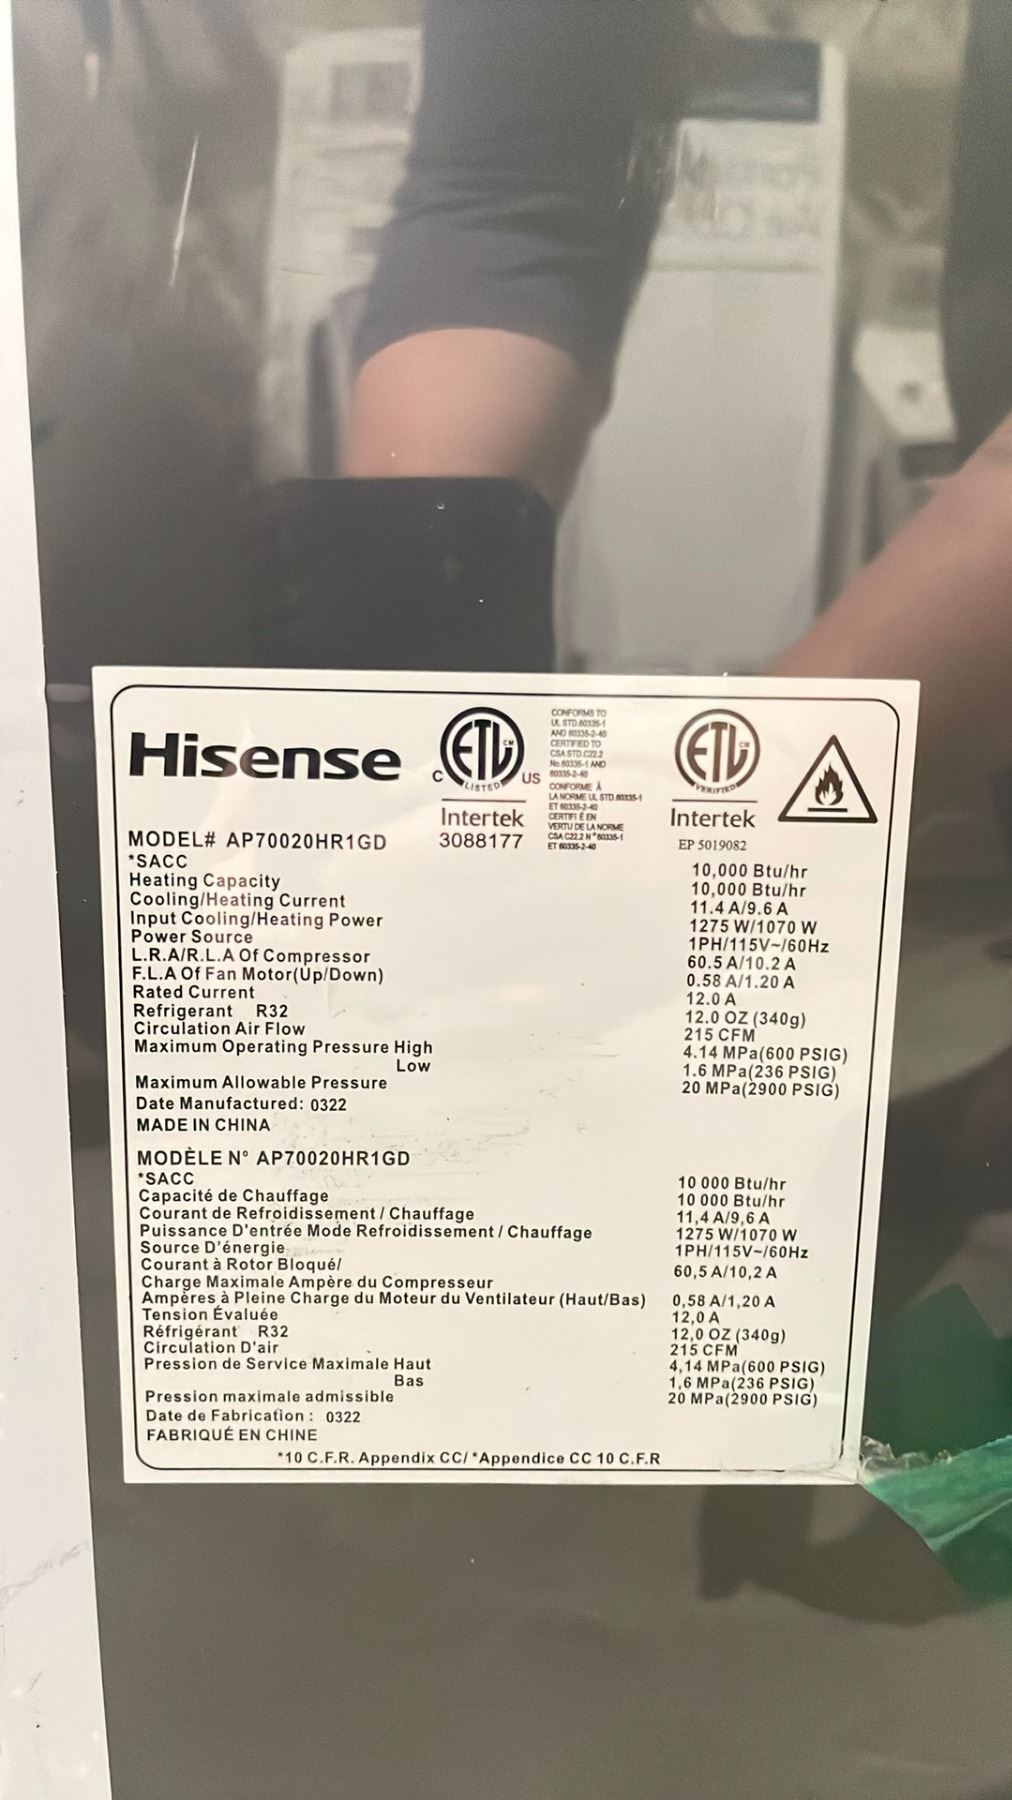 Hisense
ETL CM
C LISTED US
Intertek
3088177
CONFORMS TO
UL STD.60335-1
AND 60335-2-40
CERTIFIED TO
CSA STD.C22.2
No.60335-1 AND
60335-2-40
CONFORME À
LA NORME UL STD.60335-1
ET 60335-2-40
CERTIFIÉ EN
VERTU DE LA NORME
CSA C22.2 N°60335-1
ET 60335-2-40
ETL CM
VERIFIED
Intertek
EP 5019082
MODEL# AP70020HR1GD
*SACC 10,000 Btu/hr
Heating Capacity 10,000 Btu/hr
Cooling/Heating Current 11.4 A/9.6 A
Input Cooling/Heating Power 1275 W/1070 W
Power Source 1PH/115V~/60Hz
L.R.A/R.L.A Of Compressor 60.5 A/10.2 A
F.L.A Of Fan Motor(Up/Down) 0.58 A/1.20 A
Rated Current 12.0 A
Refrigerant R32 12.0 OZ (340g)
Circulation Air Flow 215 CFM
Maximum Operating Pressure High 4.14 MPa(600 PSIG)
Low 1.6 MPa(236 PSIG)
Maximum Allowable Pressure 20 MPa(2900 PSIG)
Date Manufactured: 0322
MADE IN CHINA
MODÈLE N° AP70020HR1GD
*SACC 10 000 Btu/hr
Capacité de Chauffage 10 000 Btu/hr
Courant de Refroidissement / Chauffage 11,4 A/9,6 A
Puissance D'entrée Mode Refroidissement / Chauffage 1275 W/1070 W
Source D'énergie 1PH/115V~/60Hz
Courant à Rotor Bloqué/
Charge Maximale Ampère du Compresseur 60,5 A/10,2 A
Ampères à Pleine Charge du Moteur du Ventilateur (Haut/Bas) 0,58 A/1,20 A
Tension Évaluée 12,0 A
Réfrigérant R32 12,0 OZ (340g)
Circulation D'air 215 CFM
Pression de Service Maximale Haut 4,14 MPa(600 PSIG)
Bas 1,6 MPa(236 PSIG)
Pression maximale admissible 20 MPa(2900 PSIG)
Date de Fabrication : 0322
FABRIQUÉ EN CHINE
*10 C.F.R. Appendix CC/ *Appendice CC 10 C.F.R